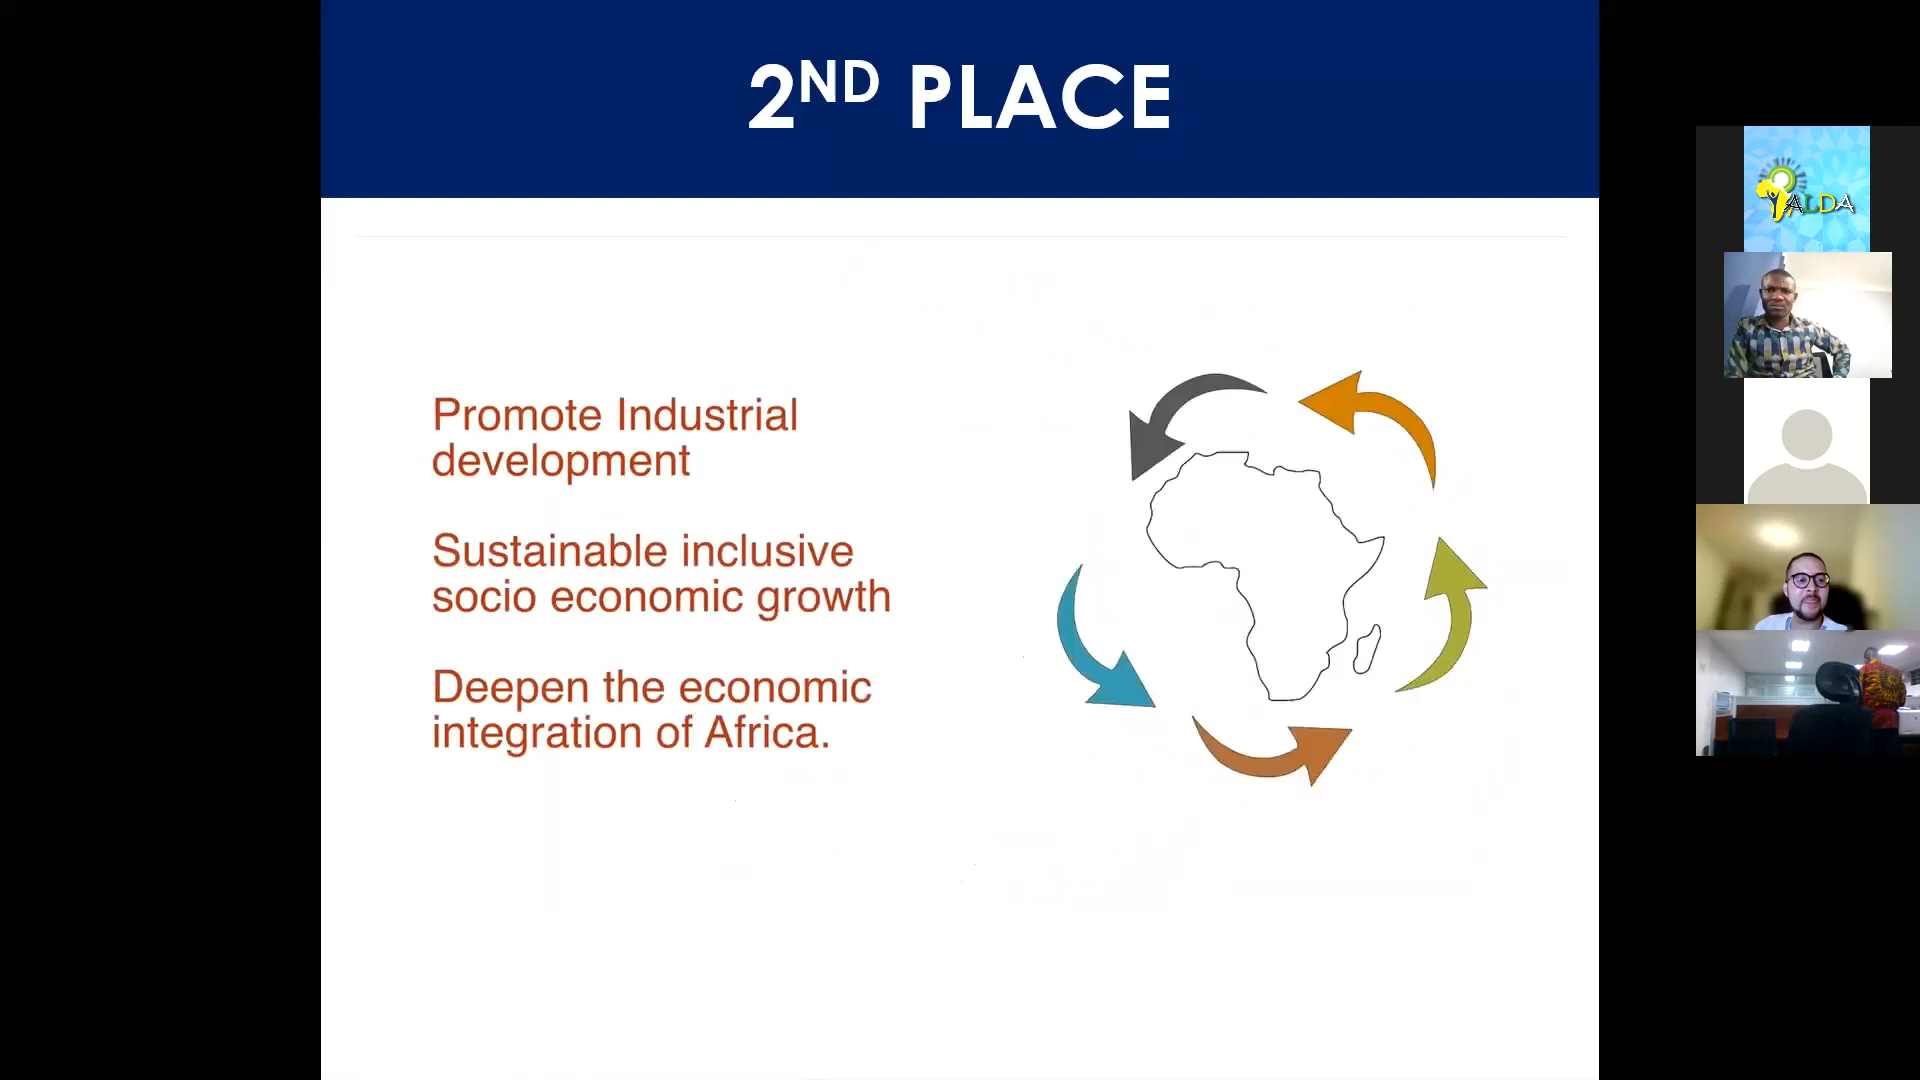 2ND PLACE
Promote Industrial
development
Sustainable inclusive
socio economic growth
Deepen the economic
integration of Africa.
ALDA